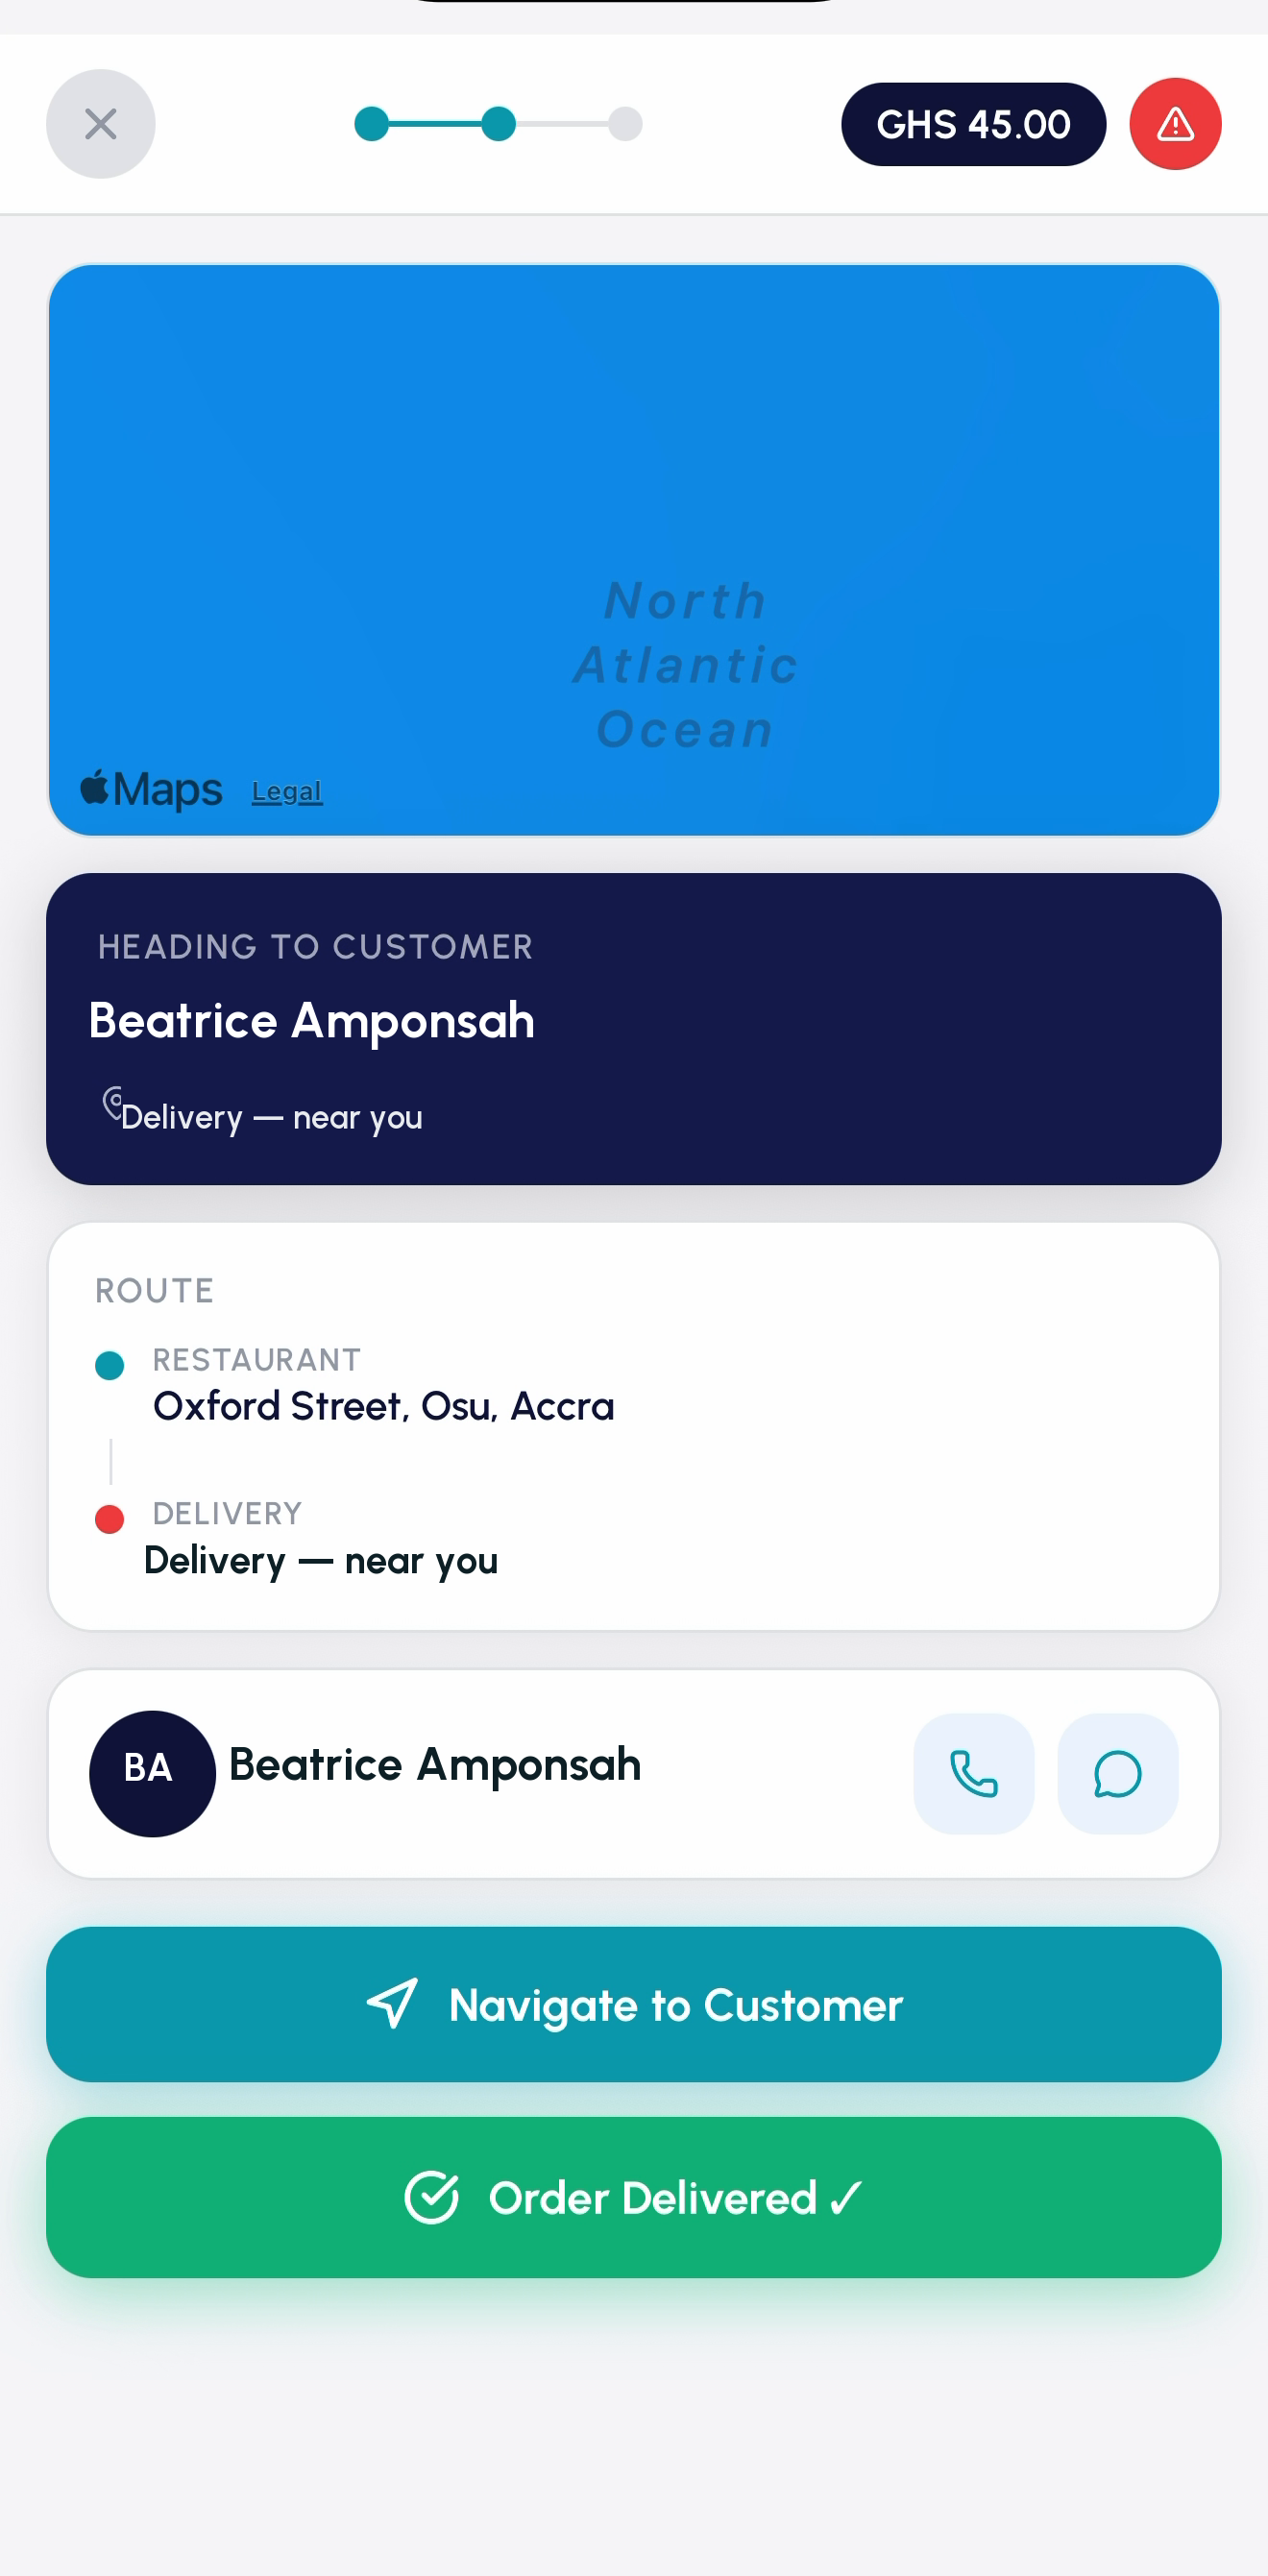 GHS 45.00
North
Atlantic
Ocean
Maps Legal
HEADING TO CUSTOMER
Beatrice Amponsah
Delivery — near you
ROUTE
RESTAURANT
Oxford Street, Osu, Accra
DELIVERY
Delivery — near you
BA Beatrice Amponsah
Navigate to Customer
Order Delivered ✓